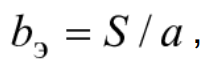 bэ = S / a ,